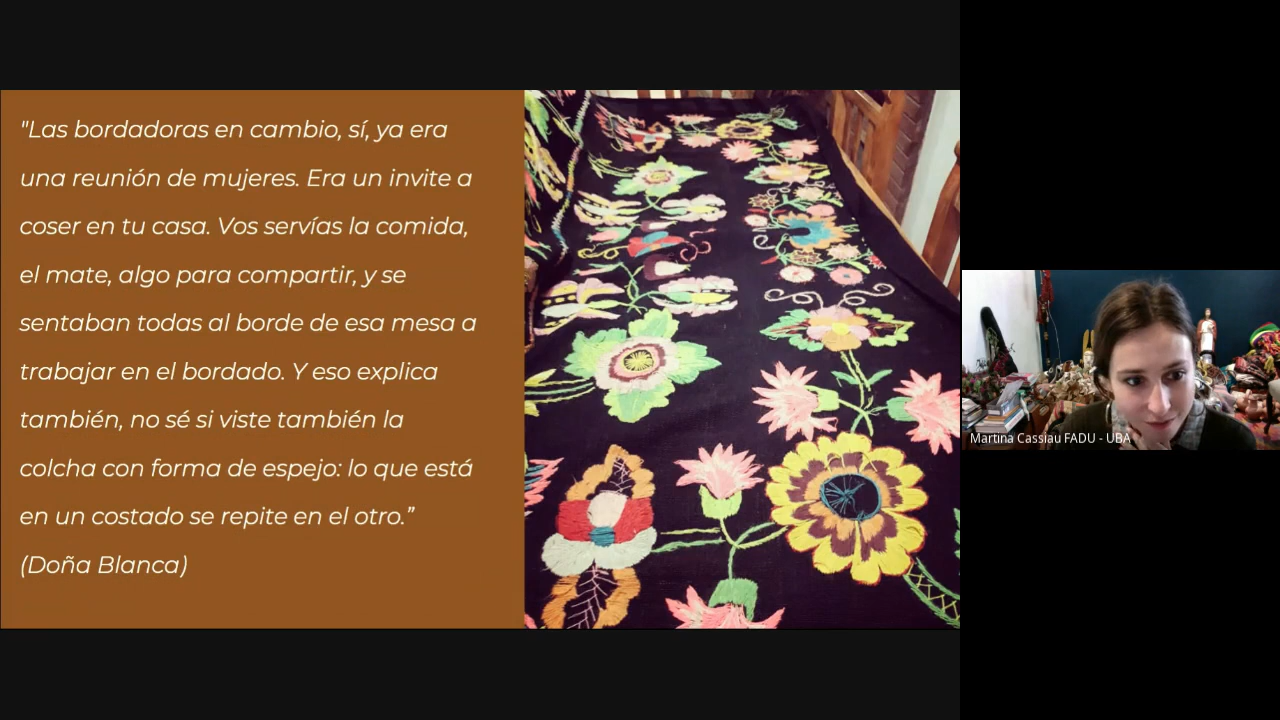 "Las bordadoras en cambio, sí, ya era
una reunión de mujeres. Era un invite a
coser en tu casa. Vos servías la comida,
el mate, algo para compartir, y se
sentaban todas al borde de esa mesa a
trabajar en el bordado. Y eso explica
también, no sé si viste también la
colcha con forma de espejo: lo que está
en un costado se repite en el otro.”
(Doña Blanca)
Martina Cassiau FADU - UBA